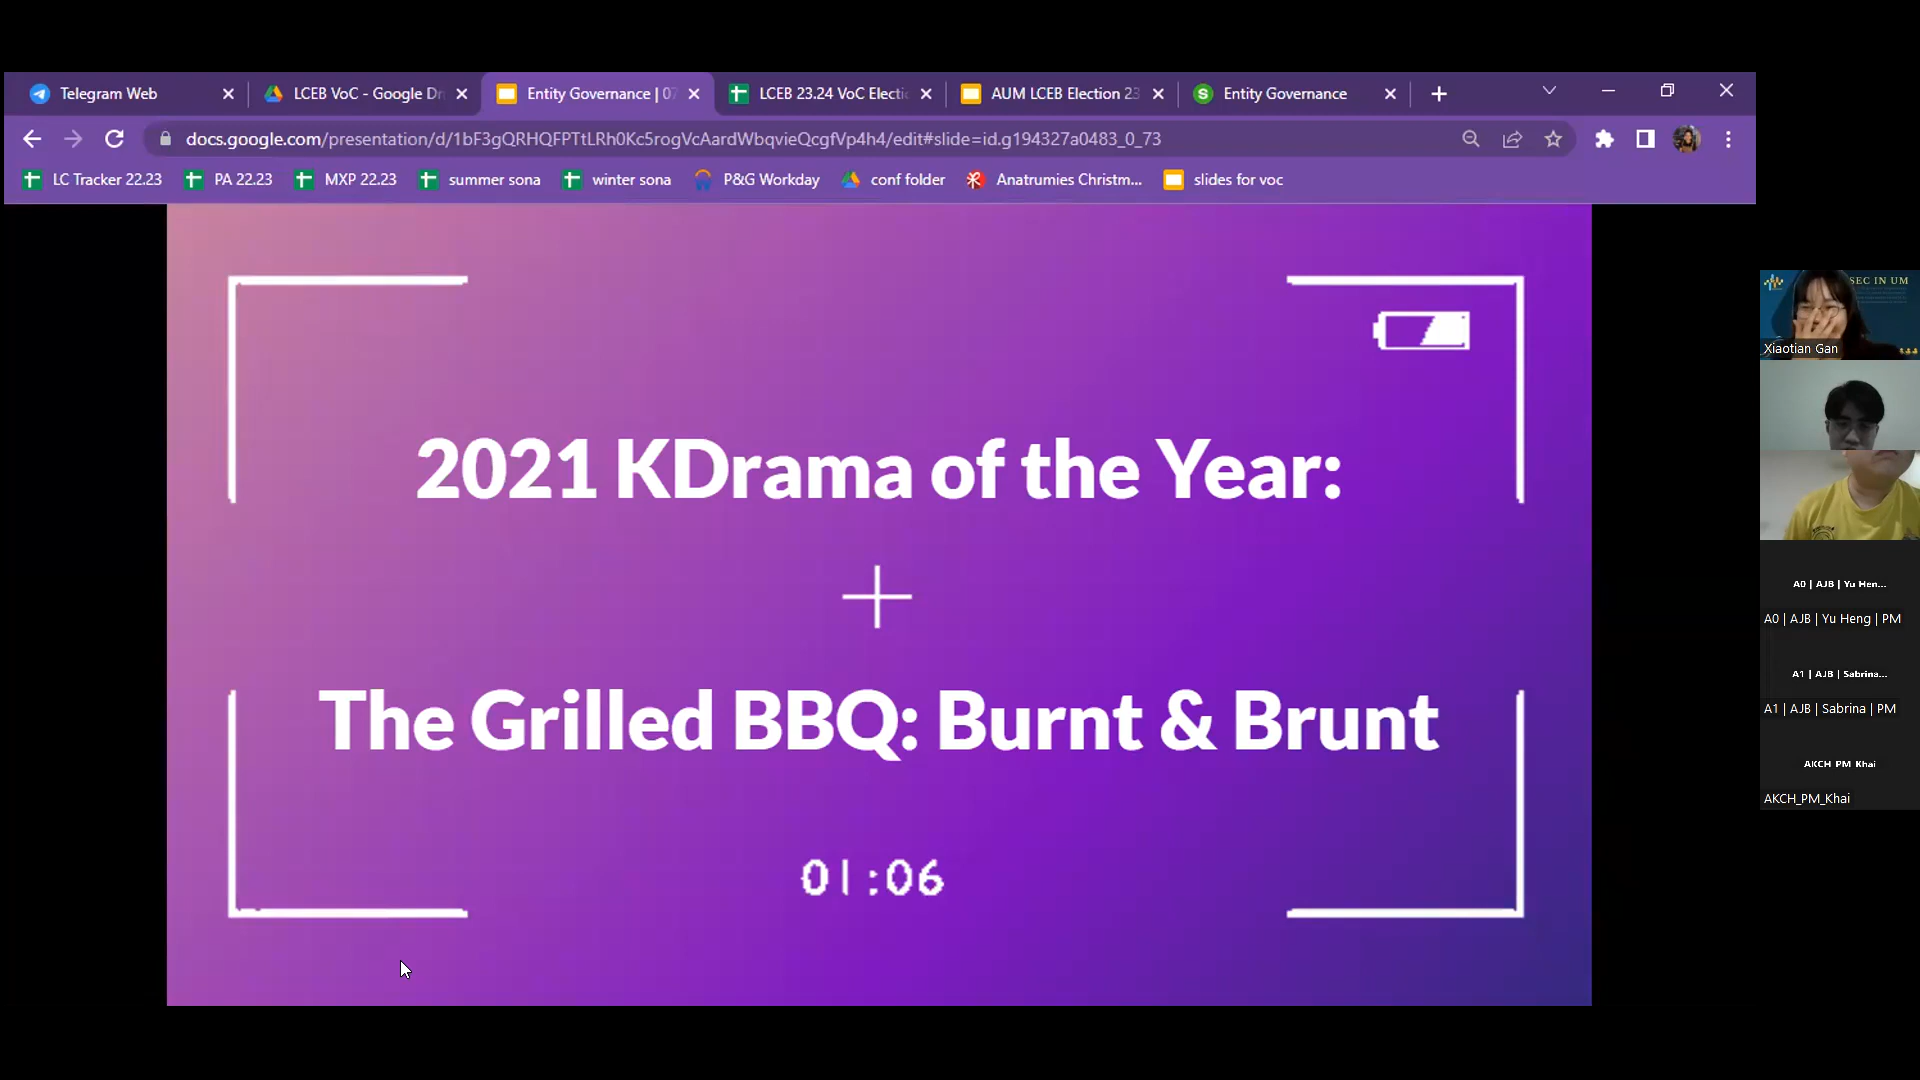 Telegram Web
LCEB VoC - Google Dr
Entity Governance | 07
LCEB 23.24 VoC Electi
AUM LCEB Election 23
Entity Governance
docs.google.com/presentation/d/1bF3gQRHQFPTtLRh0Kc5rogVcAardWbqvieQcgfVp4h4/edit#slide=id.g194327a0483_0_73
LC Tracker 22.23
PA 22.23
MXP 22.23
summer sona
winter sona
P&G Workday
conf folder
Anatrumies Christm...
slides for voc
2021 KDrama of the Year:
The Grilled BBQ: Burnt & Brunt
01:06
SEC IN UM
Xiaotian Gan
A0 | AJB | Yu Hen...
A0 | AJB | Yu Heng | PM
A1 | AJB | Sabrina...
A1 | AJB | Sabrina | PM
AKCH_PM_Khai
AKCH_PM_Khai